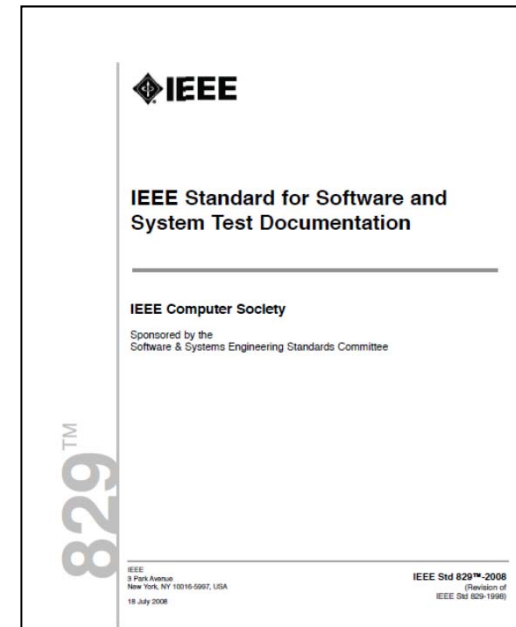 IEEE
IEEE Standard for Software and
System Test Documentation
IEEE Computer Society
Sponsored by the
Software & Systems Engineering Standards Committee
829™
IEEE
3 Park Avenue
New York, NY 10016-5997, USA
18 July 2008
IEEE Std 829™-2008
(Revision of
IEEE Std 829-1998)